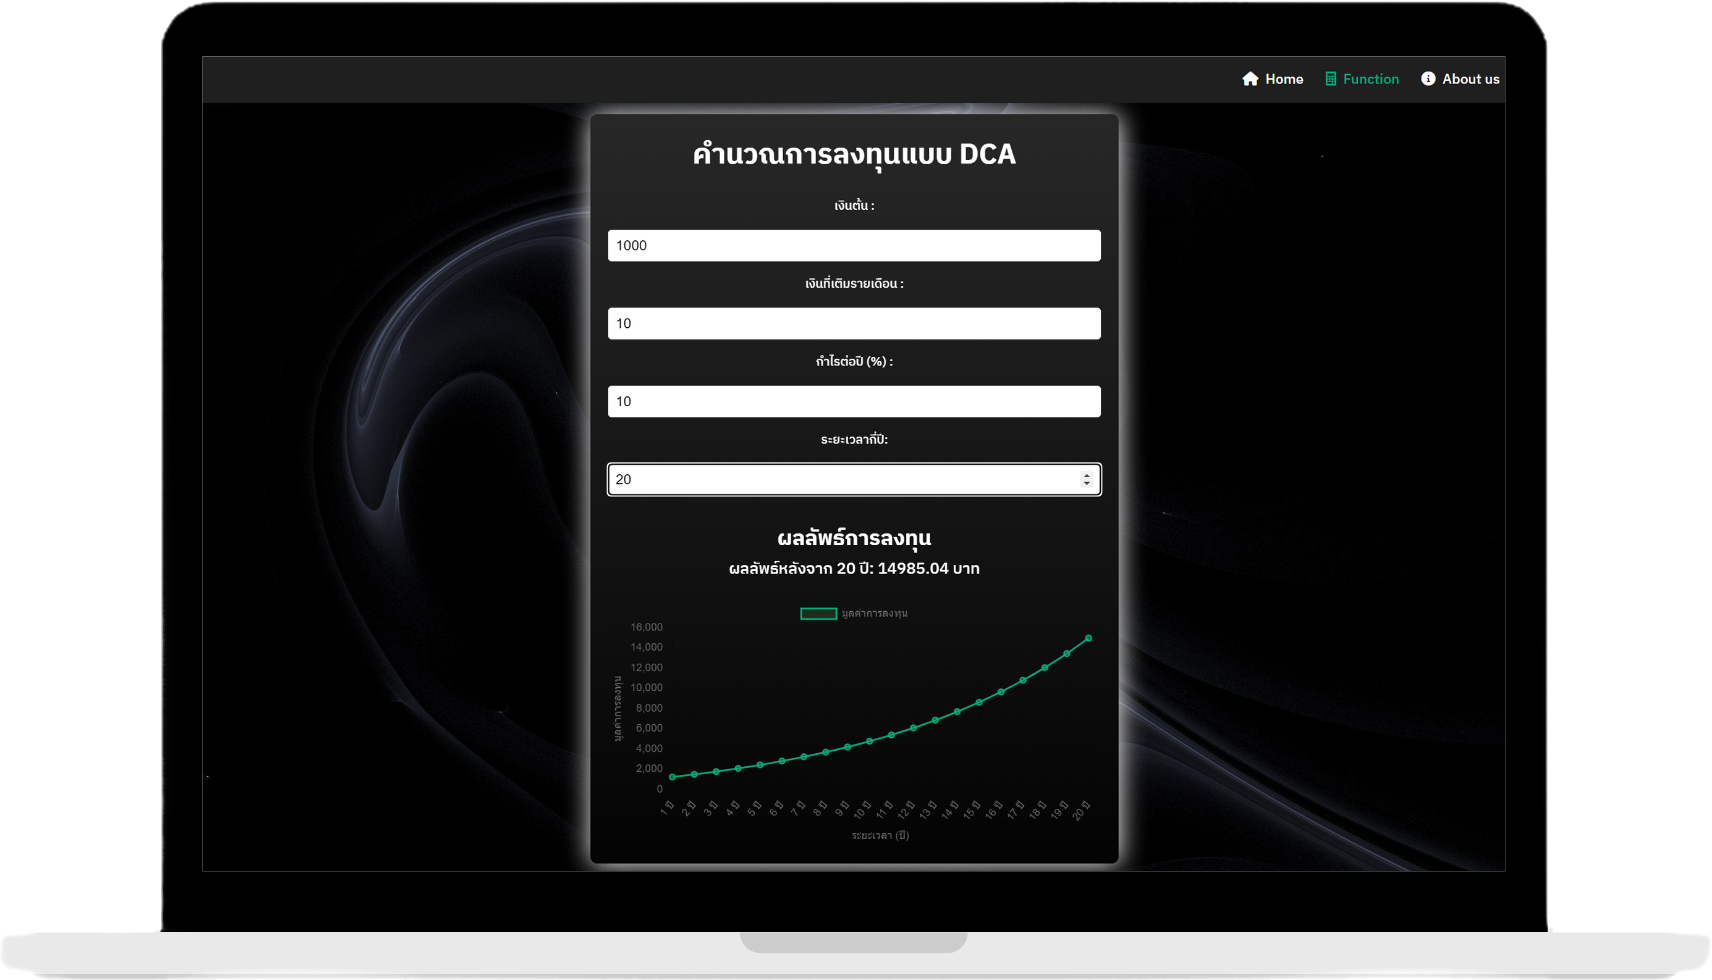 Home Function About us
คำนวณการลงทุนแบบ DCA
เงินต้น :
1000
เงินที่เติมรายเดือน :
10
กำไรต่อปี (%) :
10
ระยะเวลากี่ปี:
20
ผลลัพธ์การลงทุน
ผลลัพธ์หลังจาก 20 ปี: 14985.04 บาท
มูลค่าการลงทุน
16,000
14,000
12,000
10,000
8,000
6,000
4,000
2,000
0
มูลค่าการลงทุน
1 ปี 2 ปี 3 ปี 4 ปี 5 ปี 6 ปี 7 ปี 8 ปี 9 ปี 10 ปี 11 ปี 12 ปี 13 ปี 14 ปี 15 ปี 16 ปี 17 ปี 18 ปี 19 ปี 20 ปี
ระยะเวลา (ปี)